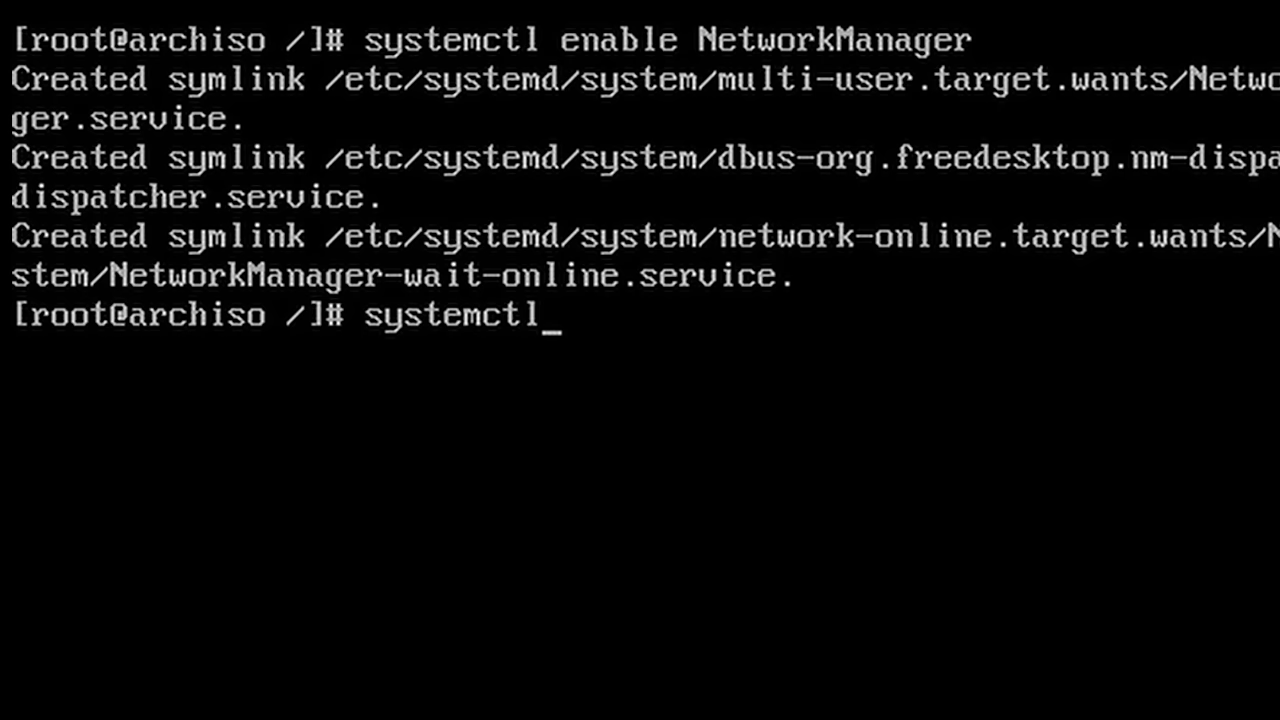 [root@archiso /]# systemctl enable NetworkManager
Created symlink /etc/systemd/system/multi-user.target.wants/Netwo
ger.service.
Created symlink /etc/systemd/system/dbus-org.freedesktop.nm-dispa
dispatcher.service.
Created symlink /etc/systemd/system/network-online.target.wants/N
stem/NetworkManager-wait-online.service.
[root@archiso /]# systemctl_